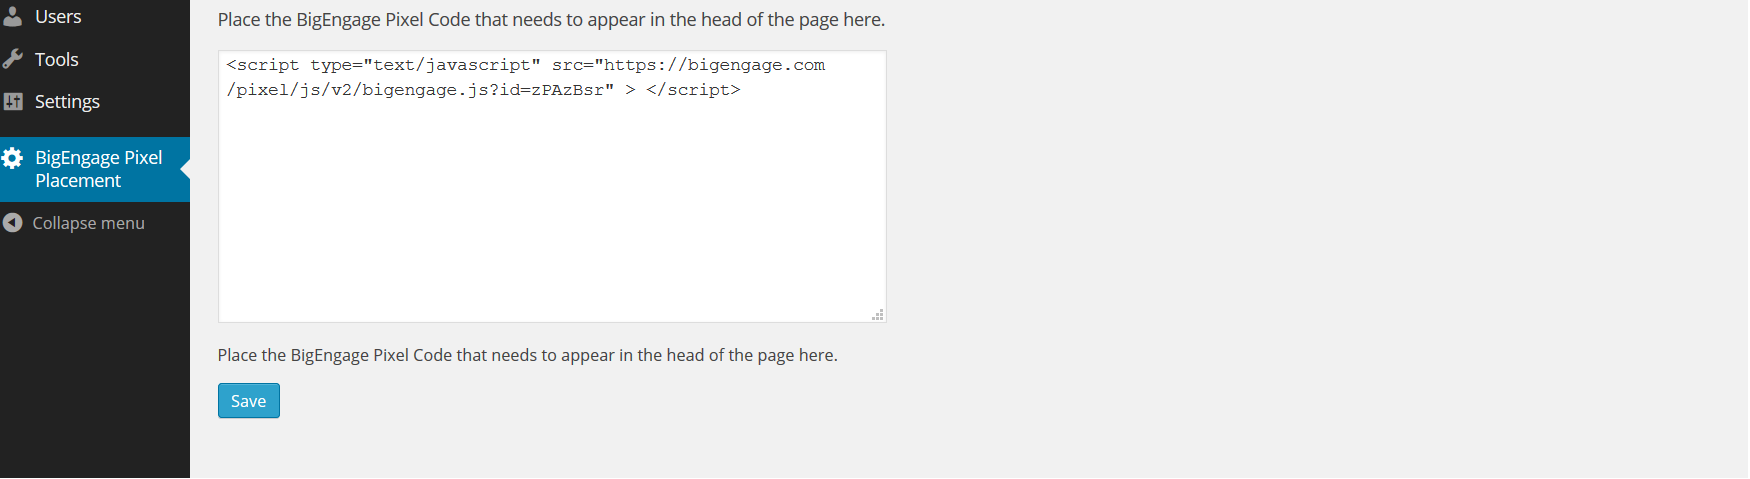 Users
Tools
Settings
BigEngage Pixel
Placement
Collapse menu
Place the BigEngage Pixel Code that needs to appear in the head of the page here.
<script type="text/javascript" src="https://bigengage.com
/pixel/js/v2/bigengage.js?id=zPAzBsr" > </script>
Place the BigEngage Pixel Code that needs to appear in the head of the page here.
Save